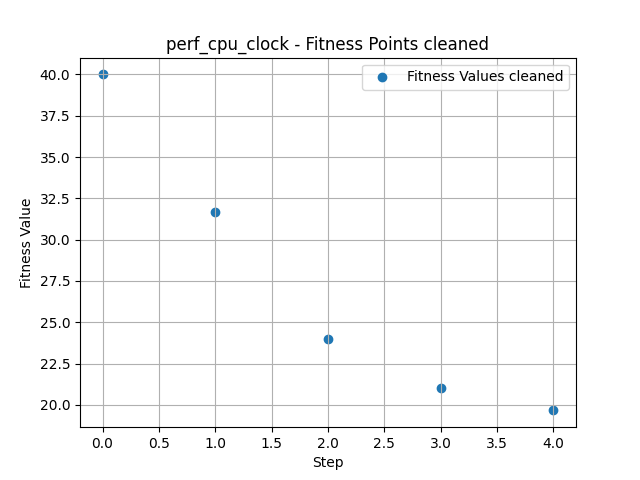 perf_cpu_clock - Fitness Points cleaned
Fitness Values cleaned
Fitness Value
40.0
37.5
35.0
32.5
30.0
27.5
25.0
22.5
20.0
0.0 0.5 1.0 1.5 2.0 2.5 3.0 3.5 4.0
Step